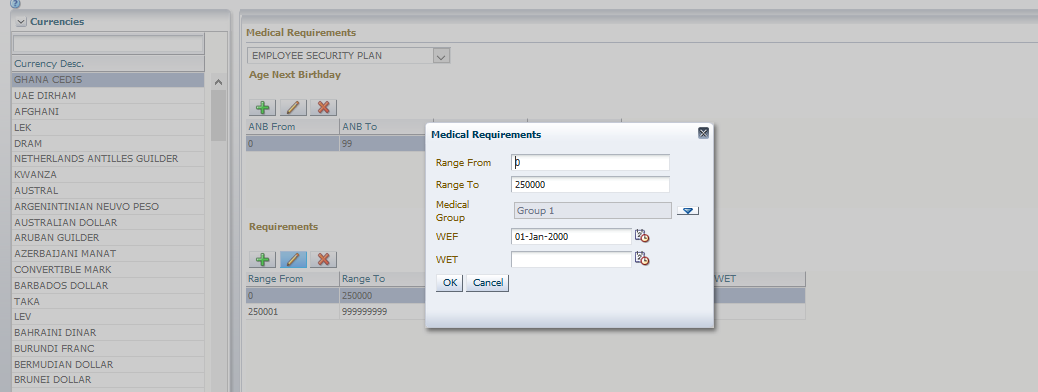 Currencies
Currency Desc.
GHANA CEDIS
UAE DIRHAM
AFGHANI
LEK
DRAM
NETHERLANDS ANTILLES GUILDER
KWANZA
AUSTRAL
ARGENINTINIAN NEUVO PESO
AUSTRALIAN DOLLAR
ARUBAN GUILDER
AZERBAIJANI MANAT
CONVERTIBLE MARK
BARBADOS DOLLAR
TAKA
LEV
BAHRAINI DINAR
BURUNDI FRANC
BERMUDIAN DOLLAR
BRUNEI DOLLAR
Medical Requirements
EMPLOYEE SECURITY PLAN
Age Next Birthday
ANB From ANB To
0 99
Requirements
Range From Range To WET
0 250000
250001 999999999
Medical Requirements
Range From 0
Range To 250000
Medical
Group Group 1
WEF 01-Jan-2000
WET
OK Cancel